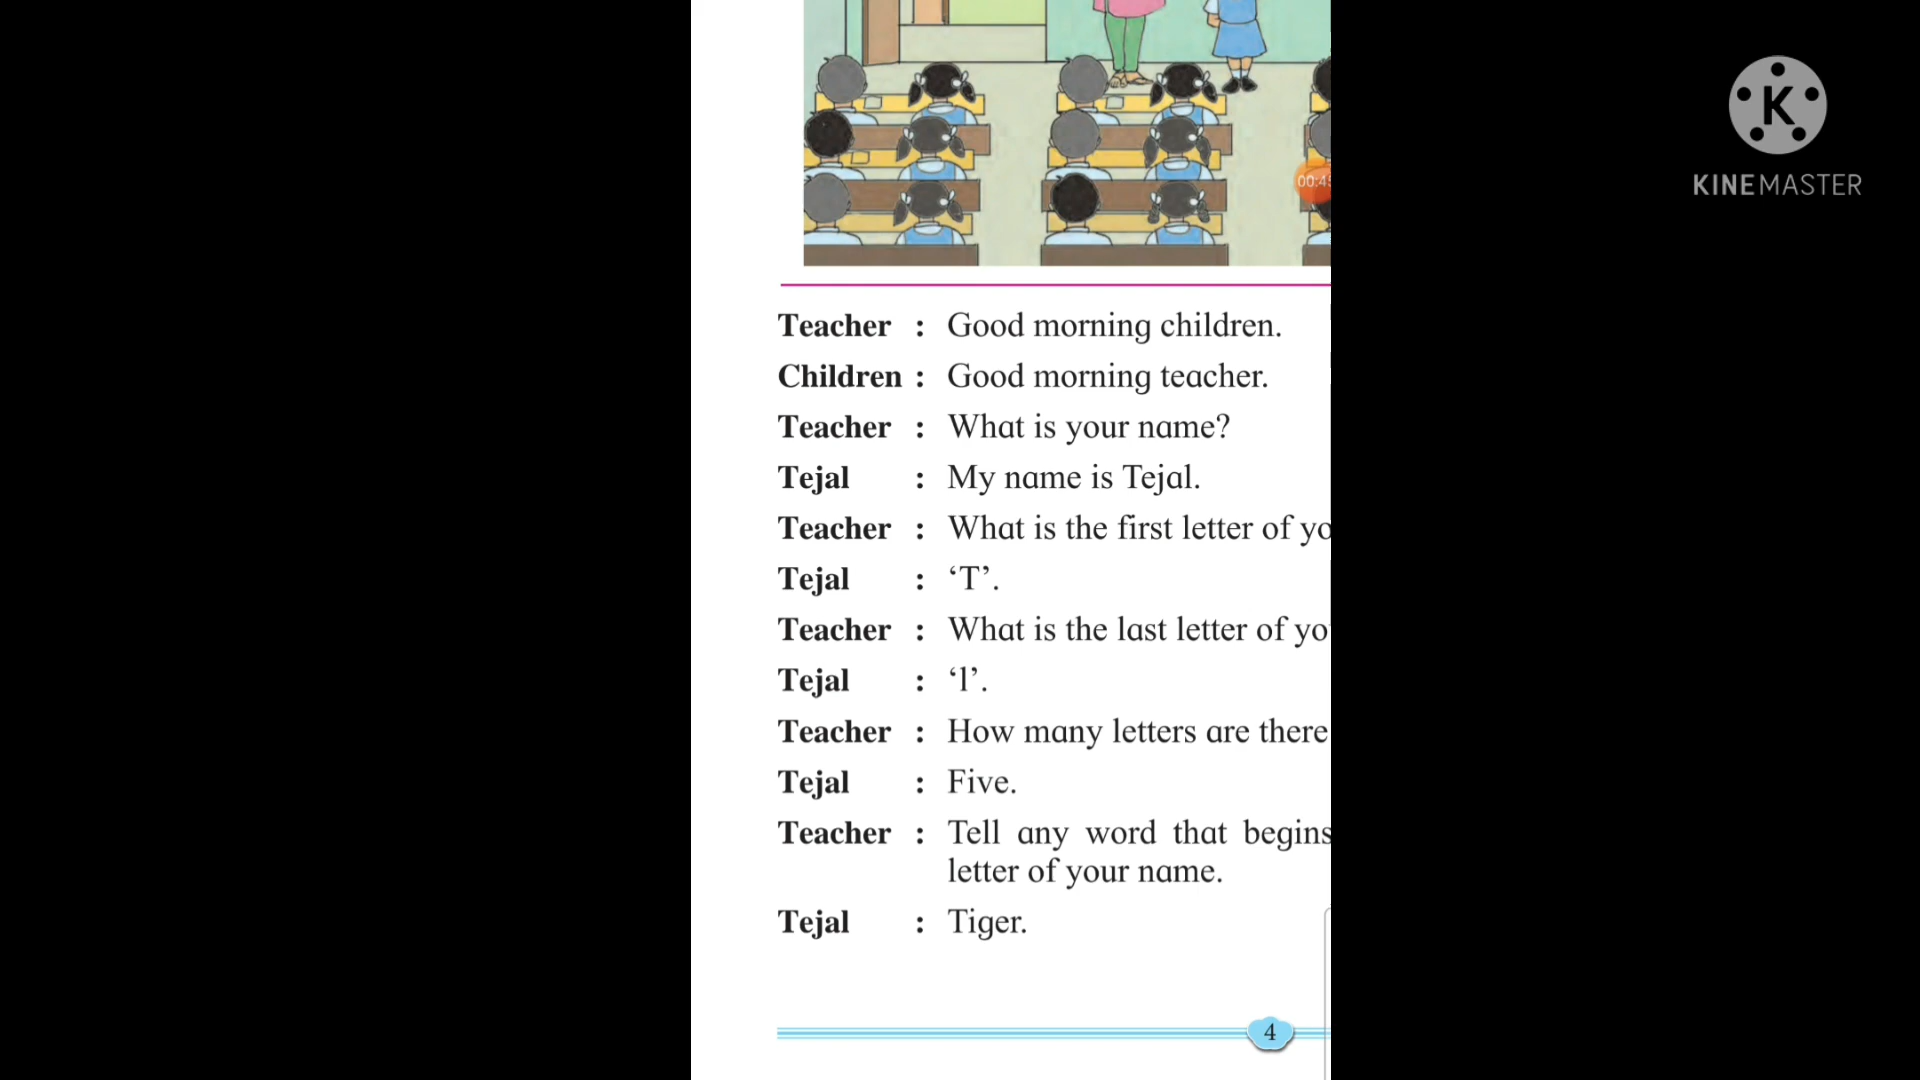 K
KINEMASTER
00:45
Teacher : Good morning children.
Children : Good morning teacher.
Teacher : What is your name?
Tejal : My name is Tejal.
Teacher : What is the first letter of yo
Tejal : ‘T’.
Teacher : What is the last letter of yo
Tejal : ‘l’.
Teacher : How many letters are there
Tejal : Five.
Teacher : Tell any word that begins
letter of your name.
Tejal : Tiger.
4